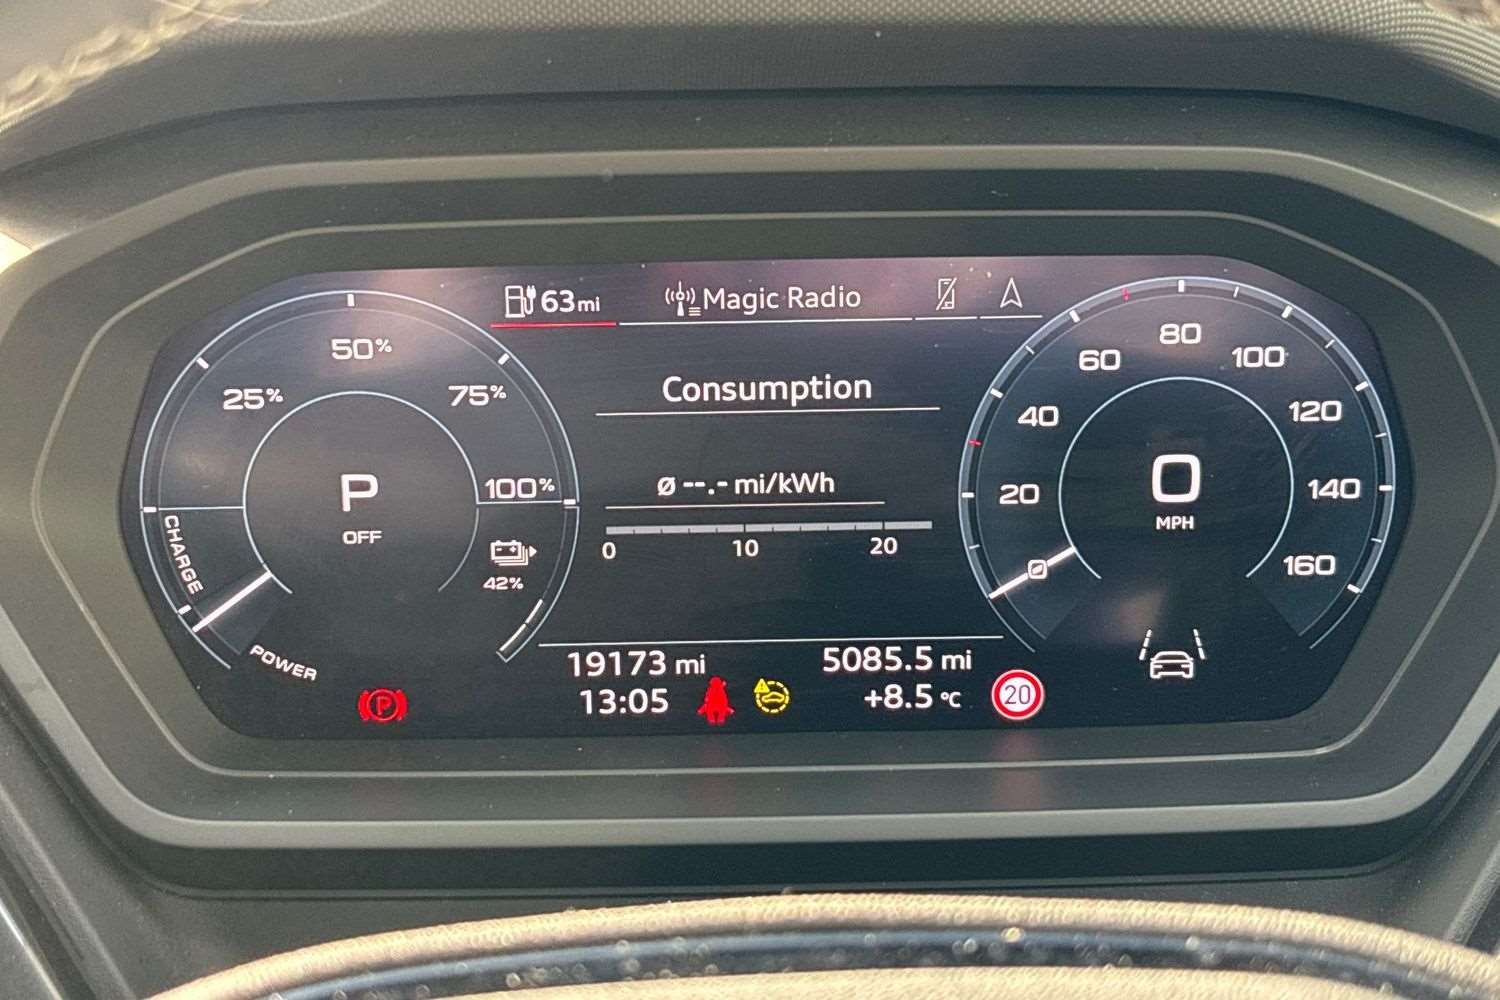 63mi
Magic Radio
25%
50%
75%
100%
CHARGE
POWER
P
OFF
42%
Consumption
ø --.- mi/kWh
0 10 20
19173 mi
5085.5 mi
13:05
+8.5 °C
P
20
20
40
60
80
100
120
140
160
0
MPH